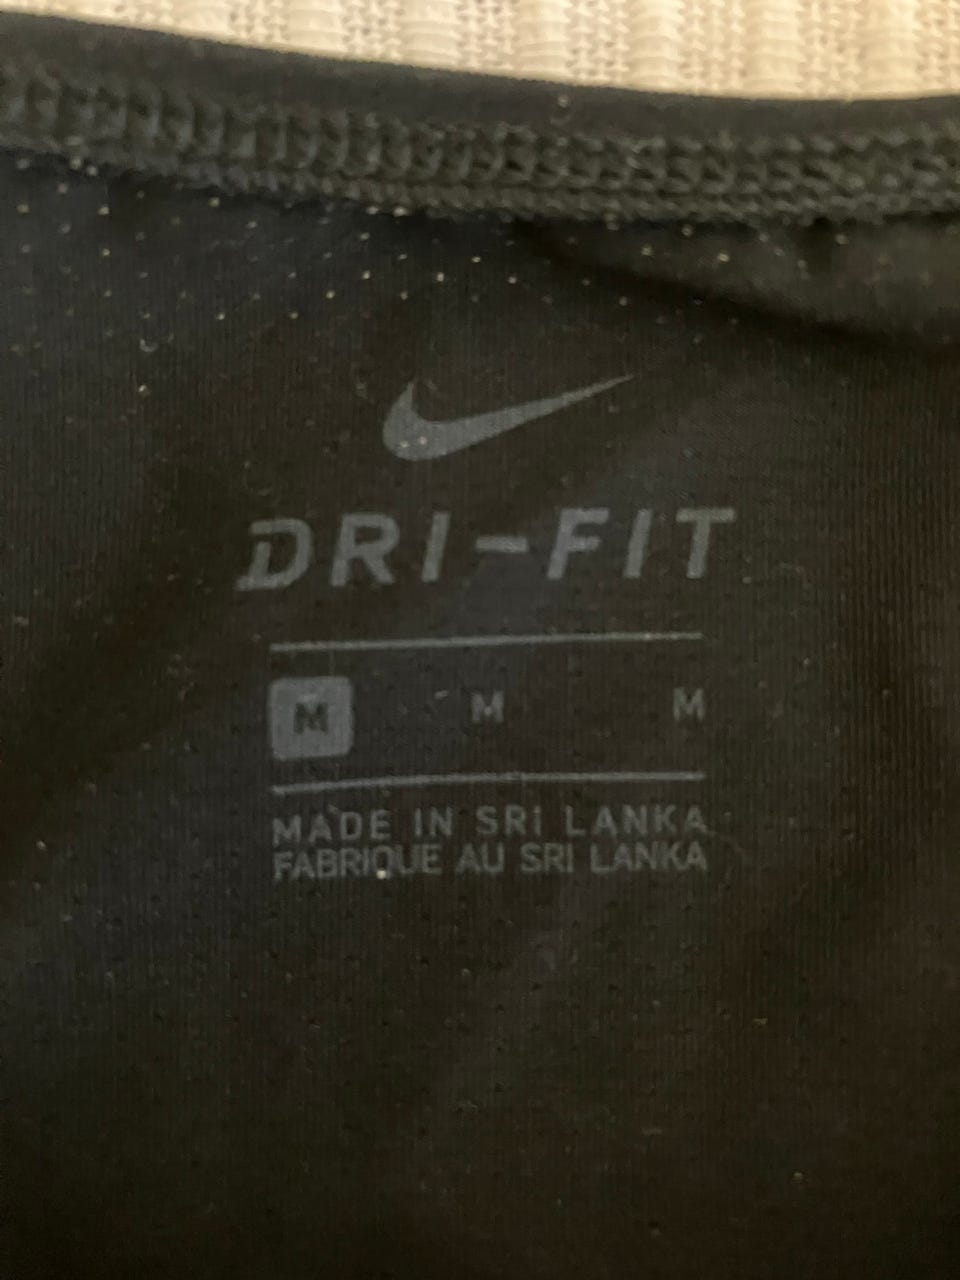 DRI-FIT
M M M
MADE IN SRI LANKA
FABRIQUE AU SRI LANKA